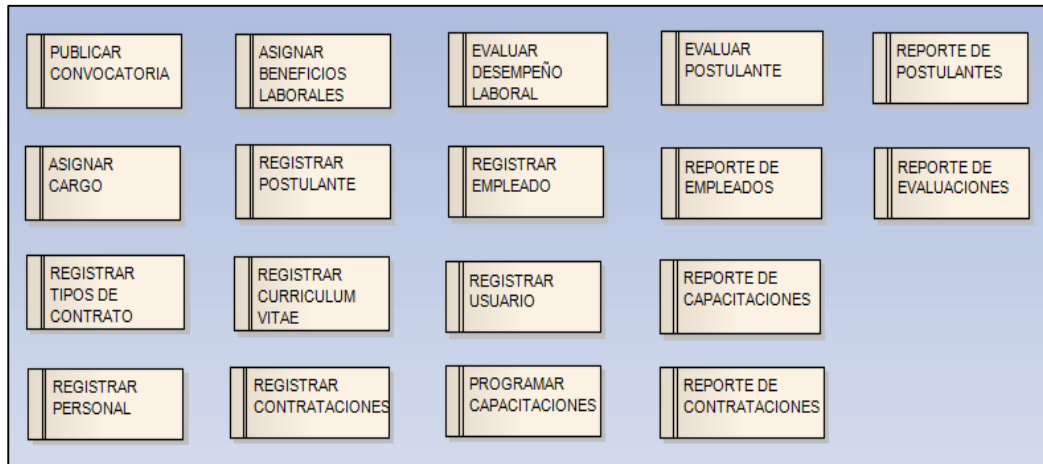 PUBLICAR
CONVOCATORIA
ASIGNAR
BENEFICIOS
LABORALES
EVALUAR
DESEMPEÑO
LABORAL
EVALUAR
POSTULANTE
REPORTE DE
POSTULANTES
ASIGNAR
CARGO
REGISTRAR
POSTULANTE
REGISTRAR
EMPLEADO
REPORTE DE
EMPLEADOS
REPORTE DE
EVALUACIONES
REGISTRAR
TIPOS DE
CONTRATO
REGISTRAR
CURRICULUM
VITAE
REGISTRAR
USUARIO
REPORTE DE
CAPACITACIONES
REGISTRAR
PERSONAL
REGISTRAR
CONTRATACIONES
PROGRAMAR
CAPACITACIONES
REPORTE DE
CONTRATACIONES